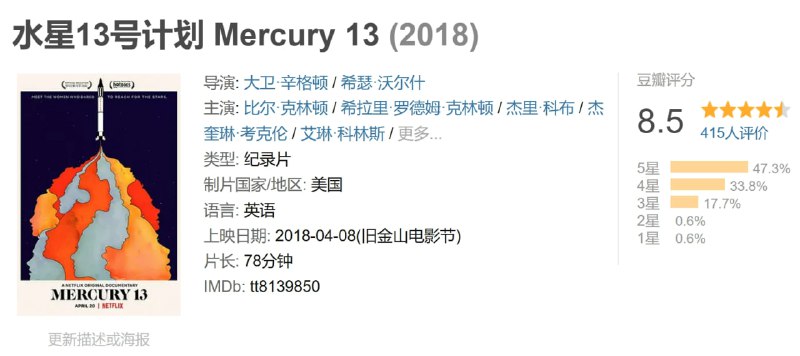 水星13号计划 Mercury 13 (2018)
MEET THE WOMEN WHO DARED TO REACH FOR THE STARS.
A NETFLIX ORIGINAL DOCUMENTARY
MERCURY 13
APRIL 20 | NETFLIX
更新描述或海报
导演: 大卫·辛格顿 / 希瑟·沃尔什
主演: 比尔·克林顿 / 希拉里·罗德姆·克林顿 / 杰里·科布 / 杰
奎琳·考克伦 / 艾琳·科林斯 / 更多...
类型: 纪录片
制片国家/地区: 美国
语言: 英语
上映日期: 2018-04-08(旧金山电影节)
片长: 78分钟
IMDb: tt8139850
豆瓣评分
8.5
415人评价
5星 47.3%
4星 33.8%
3星 17.7%
2星 0.6%
1星 0.6%